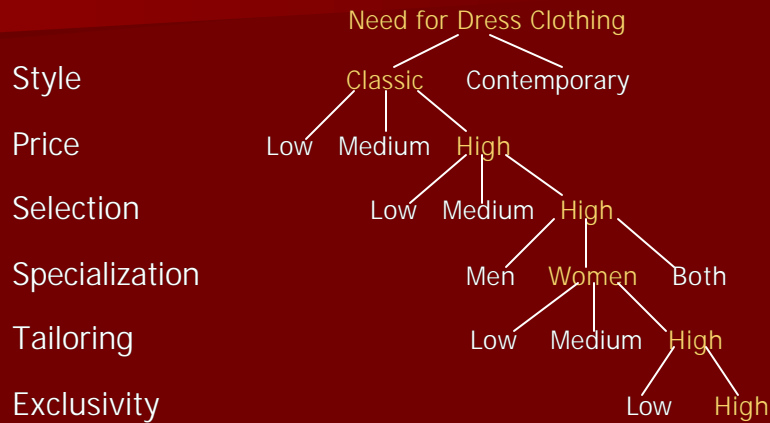 Need for Dress Clothing
Style Classic Contemporary
Price Low Medium High
Selection Low Medium High
Specialization Men Women Both
Tailoring Low Medium High
Exclusivity Low High